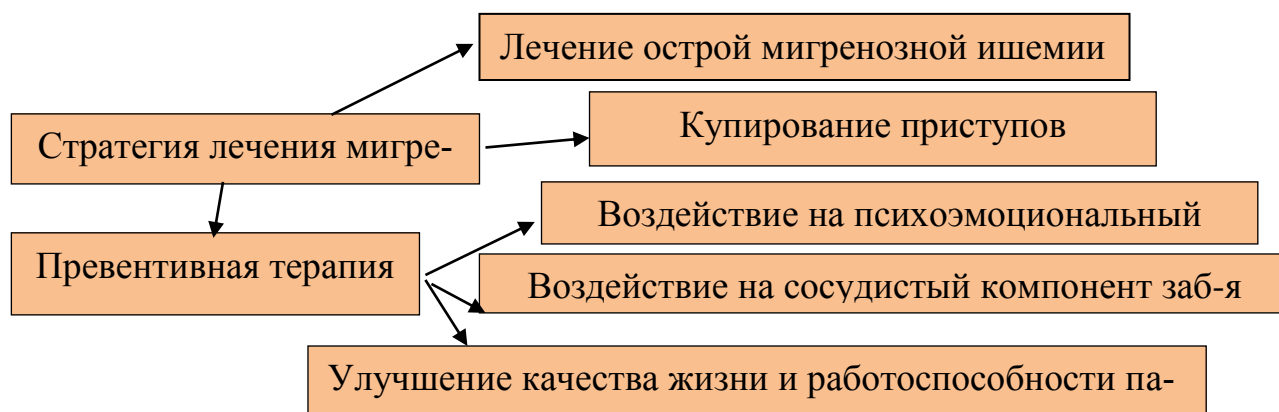 Лечение острой мигренозной ишемии
Купирование приступов
Стратегия лечения мигре-
Воздействие на психоэмоциональный
Превентивная терапия
Воздействие на сосудистый компонент заб-я
Улучшение качества жизни и работоспособности па-